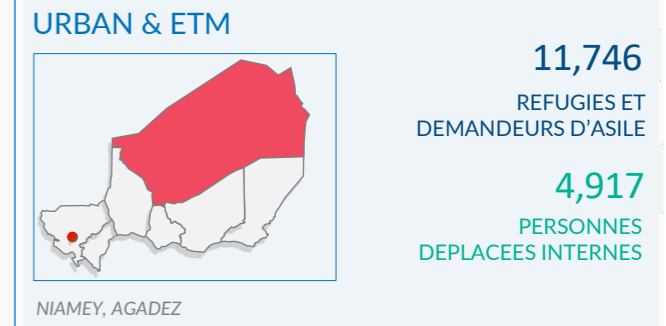 URBAN & ETM
11,746
REFUGIES ET
DEMANDEURS D'ASILE
4,917
PERSONNES
DEPLACEES INTERNES
NIAMEY, AGADEZ